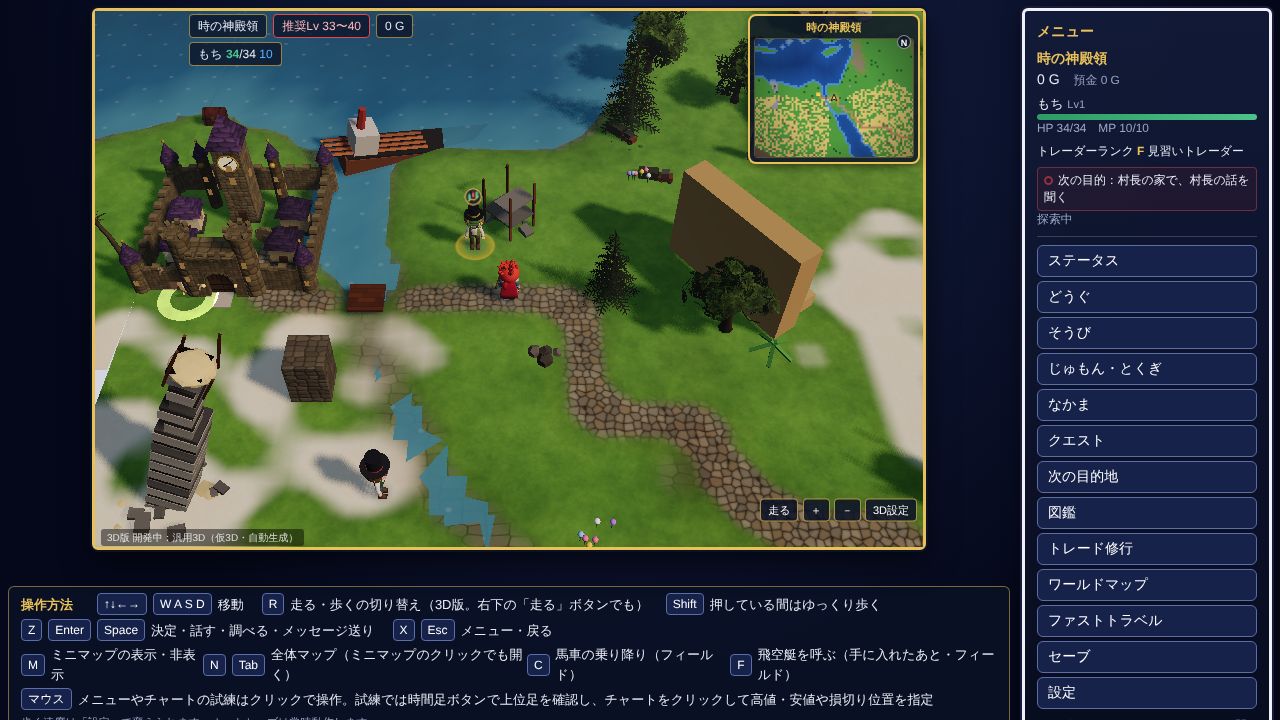 時の神殿領
推奨Lv 33〜40
0 G
もち 34/34 10
時の神殿領
N
A
走る
+
−
3D設定
3D版 開発中：汎用3D（仮3D・自動生成）
メニュー
時の神殿領
0 G 預金 0 G
もち Lv1
HP 34/34 MP 10/10
トレーダーランク F 見習いトレーダー
次の目的：村長の家で、村長の話を
聞く
探索中
ステータス
どうぐ
そうび
じゅもん・とくぎ
なかま
クエスト
次の目的地
図鑑
トレード修行
ワールドマップ
ファストトラベル
セーブ
設定
操作方法 ↑↓←→ W A S D 移動 R 走る・歩くの切り替え（3D版。右下の「走る」ボタンでも） Shift 押している間はゆっくり歩く
Z Enter Space 決定・話す・調べる・メッセージ送り X Esc メニュー・戻る
M ミニマップの表示・非表示 N Tab 全体マップ（ミニマップのクリックでも開く） C 馬車の乗り降り（フィールド） F 飛空艇を呼ぶ（手に入れたあと・フィールド）
マウス メニューやチャートの試練はクリックで操作。試練では時間足ボタンで上位足を確認し、チャートをクリックして高値・安値や損切り位置を指定